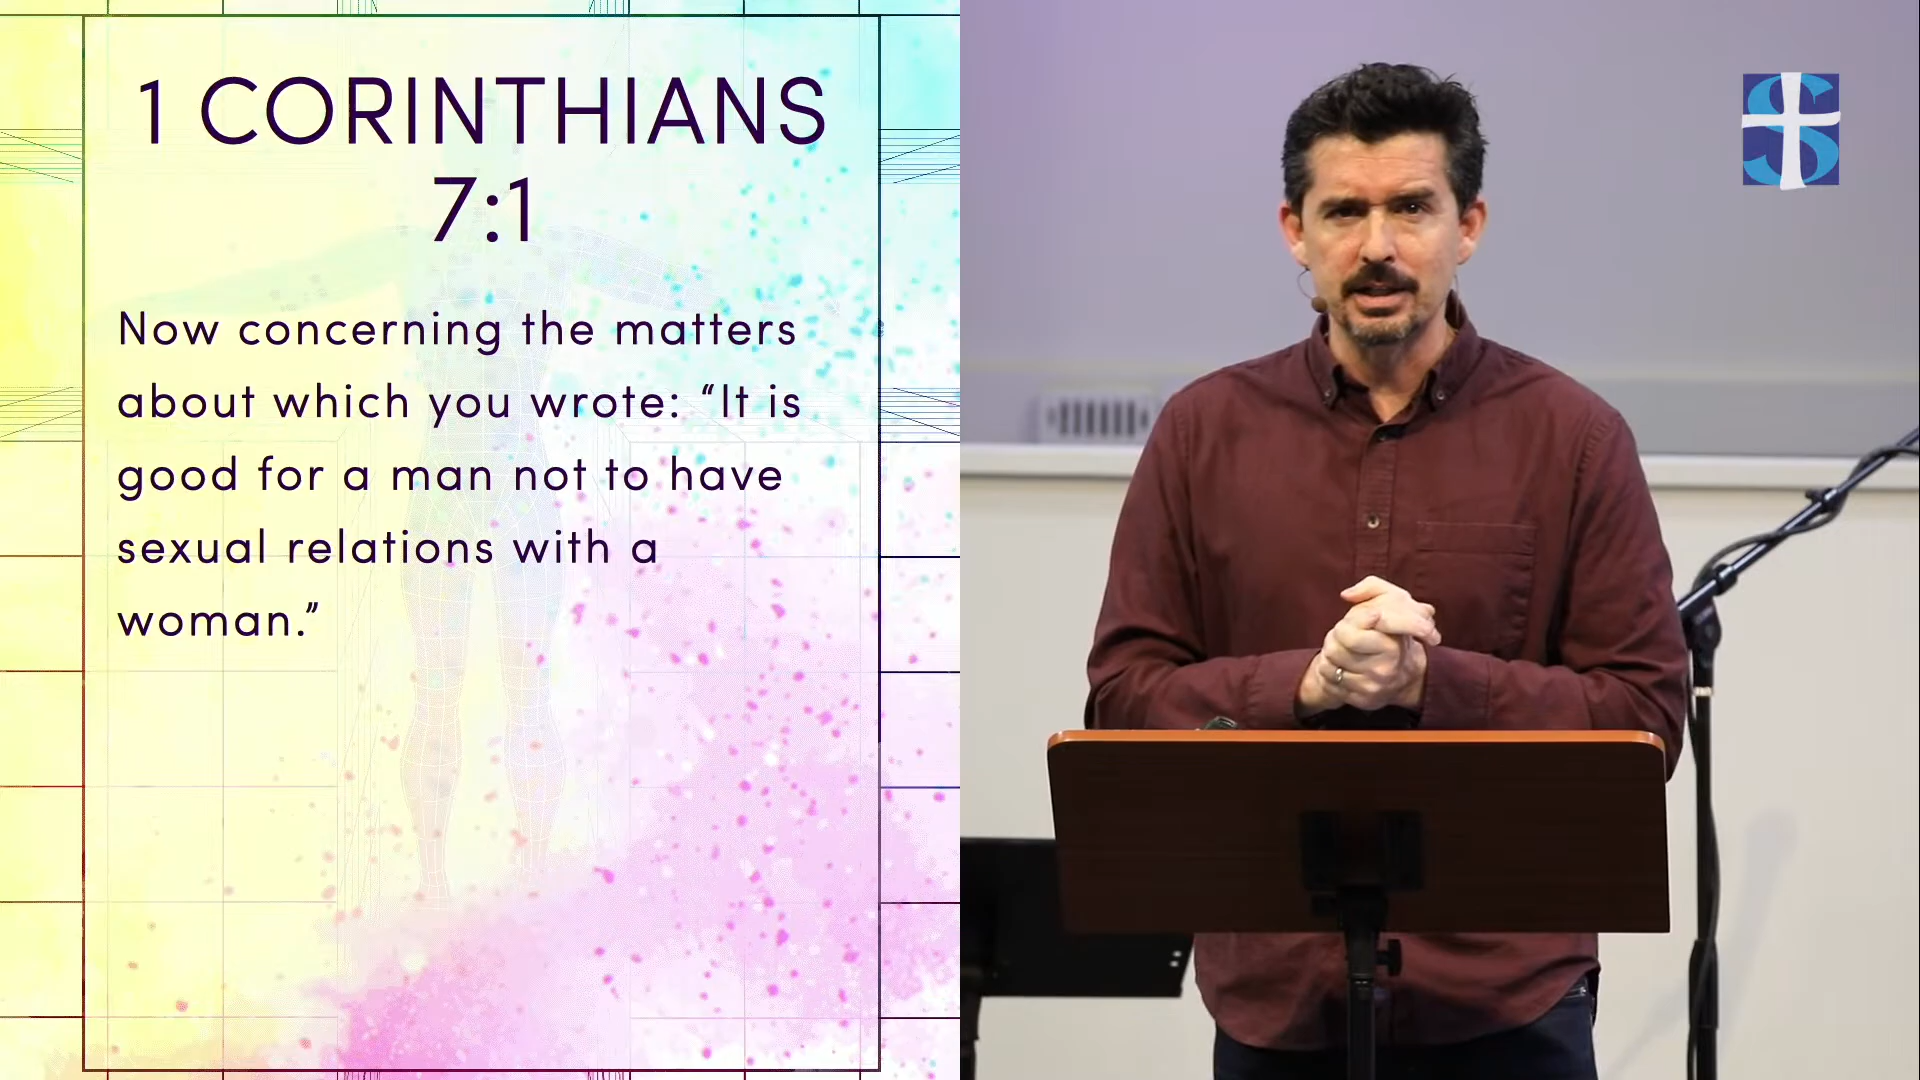 1 CORINTHIANS
7:1
Now concerning the matters
about which you wrote: “It is
good for a man not to have
sexual relations with a
woman.”
S